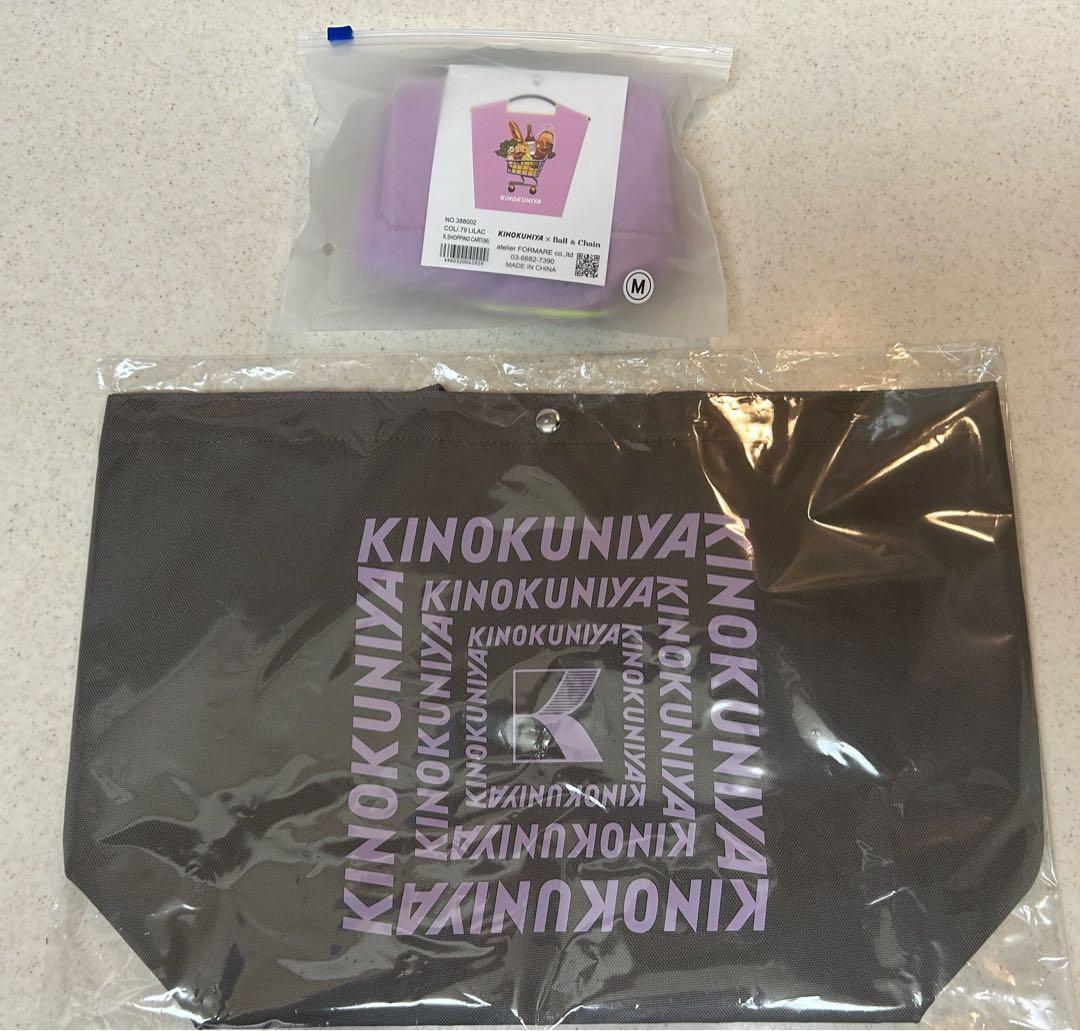 KINOKUNIYA
NO.388002
COL/.79 LILAC
K.SHOPPING CART(M)
4960320042929
KINOKUNIYA × Ball & Chain
atelier FORMARE co.,ltd
03-6682-7390
MADE IN CHINA
M
KINOKUNIYA
KINOKUNIYA
KINOKUNIYA
KINOKUNIYA
KINOKUNIYA
KINOKUNIYA
KINOKUNIYA
KINOKUNIYA
KINOKUNIYA
KINOKUNIYA
KINOKUNIYA
KINOKUNIYA